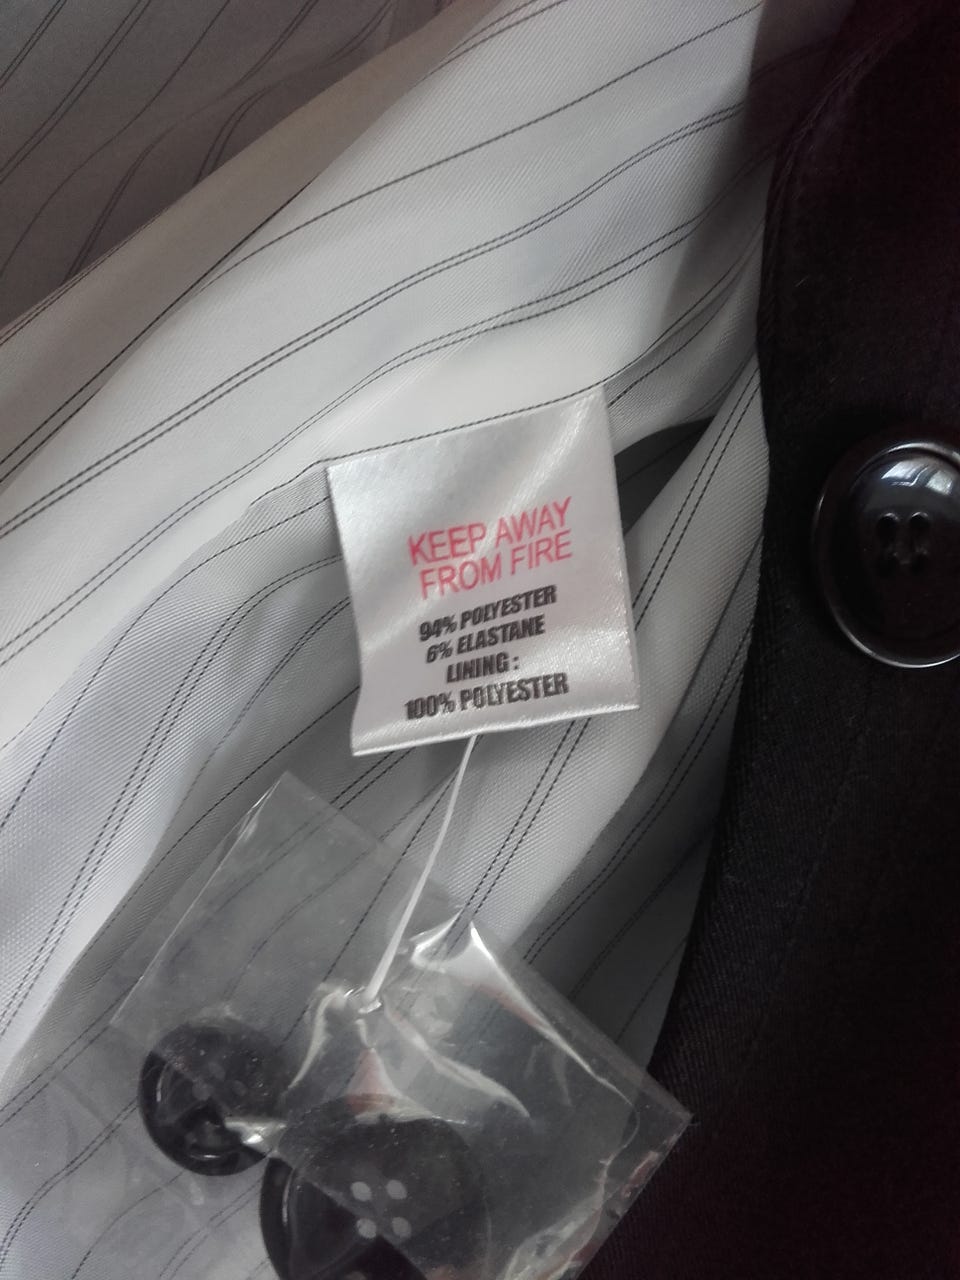 KEEP AWAY
FROM FIRE
94% POLYESTER
6% ELASTANE
LINING :
100% POLYESTER